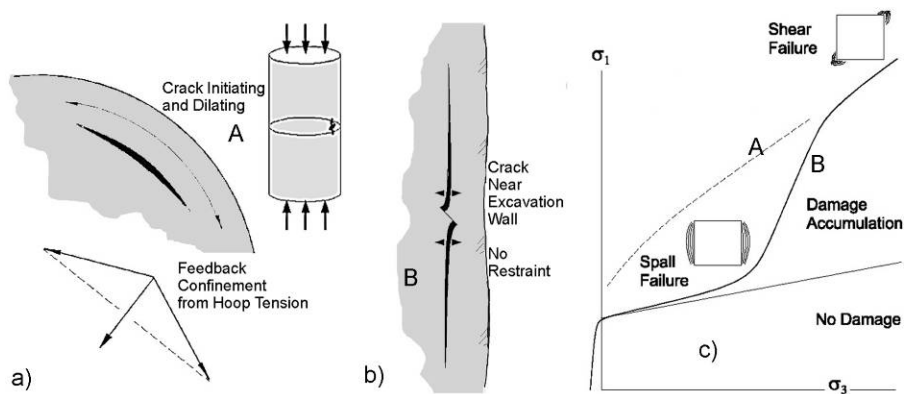 Crack Initiating
and Dilating
A
Feedback
Confinement
from Hoop Tension
a)
Crack
Near
Excavation
Wall
No
Restraint
B
b)
Shear
Failure
σ1
A
B
Damage
Accumulation
Spall
Failure
No Damage
c)
σ3